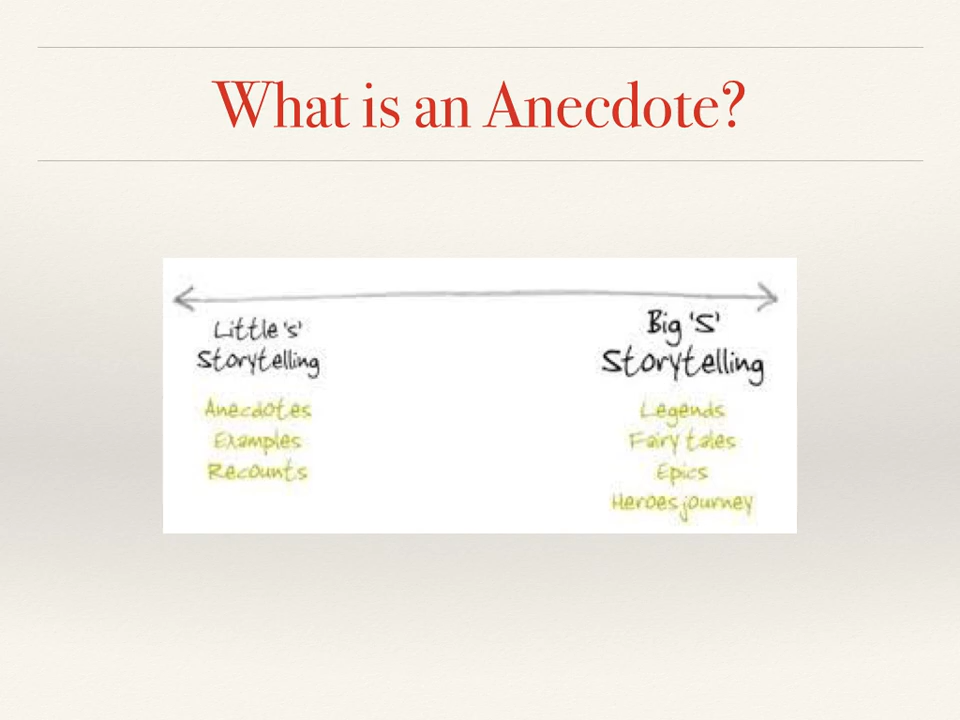 What is an Anecdote?
Little 's'
Storytelling
Anecdotes
Examples
Recounts
Big 'S'
Storytelling
Legends
Fairy tales
Epics
Heroes journey